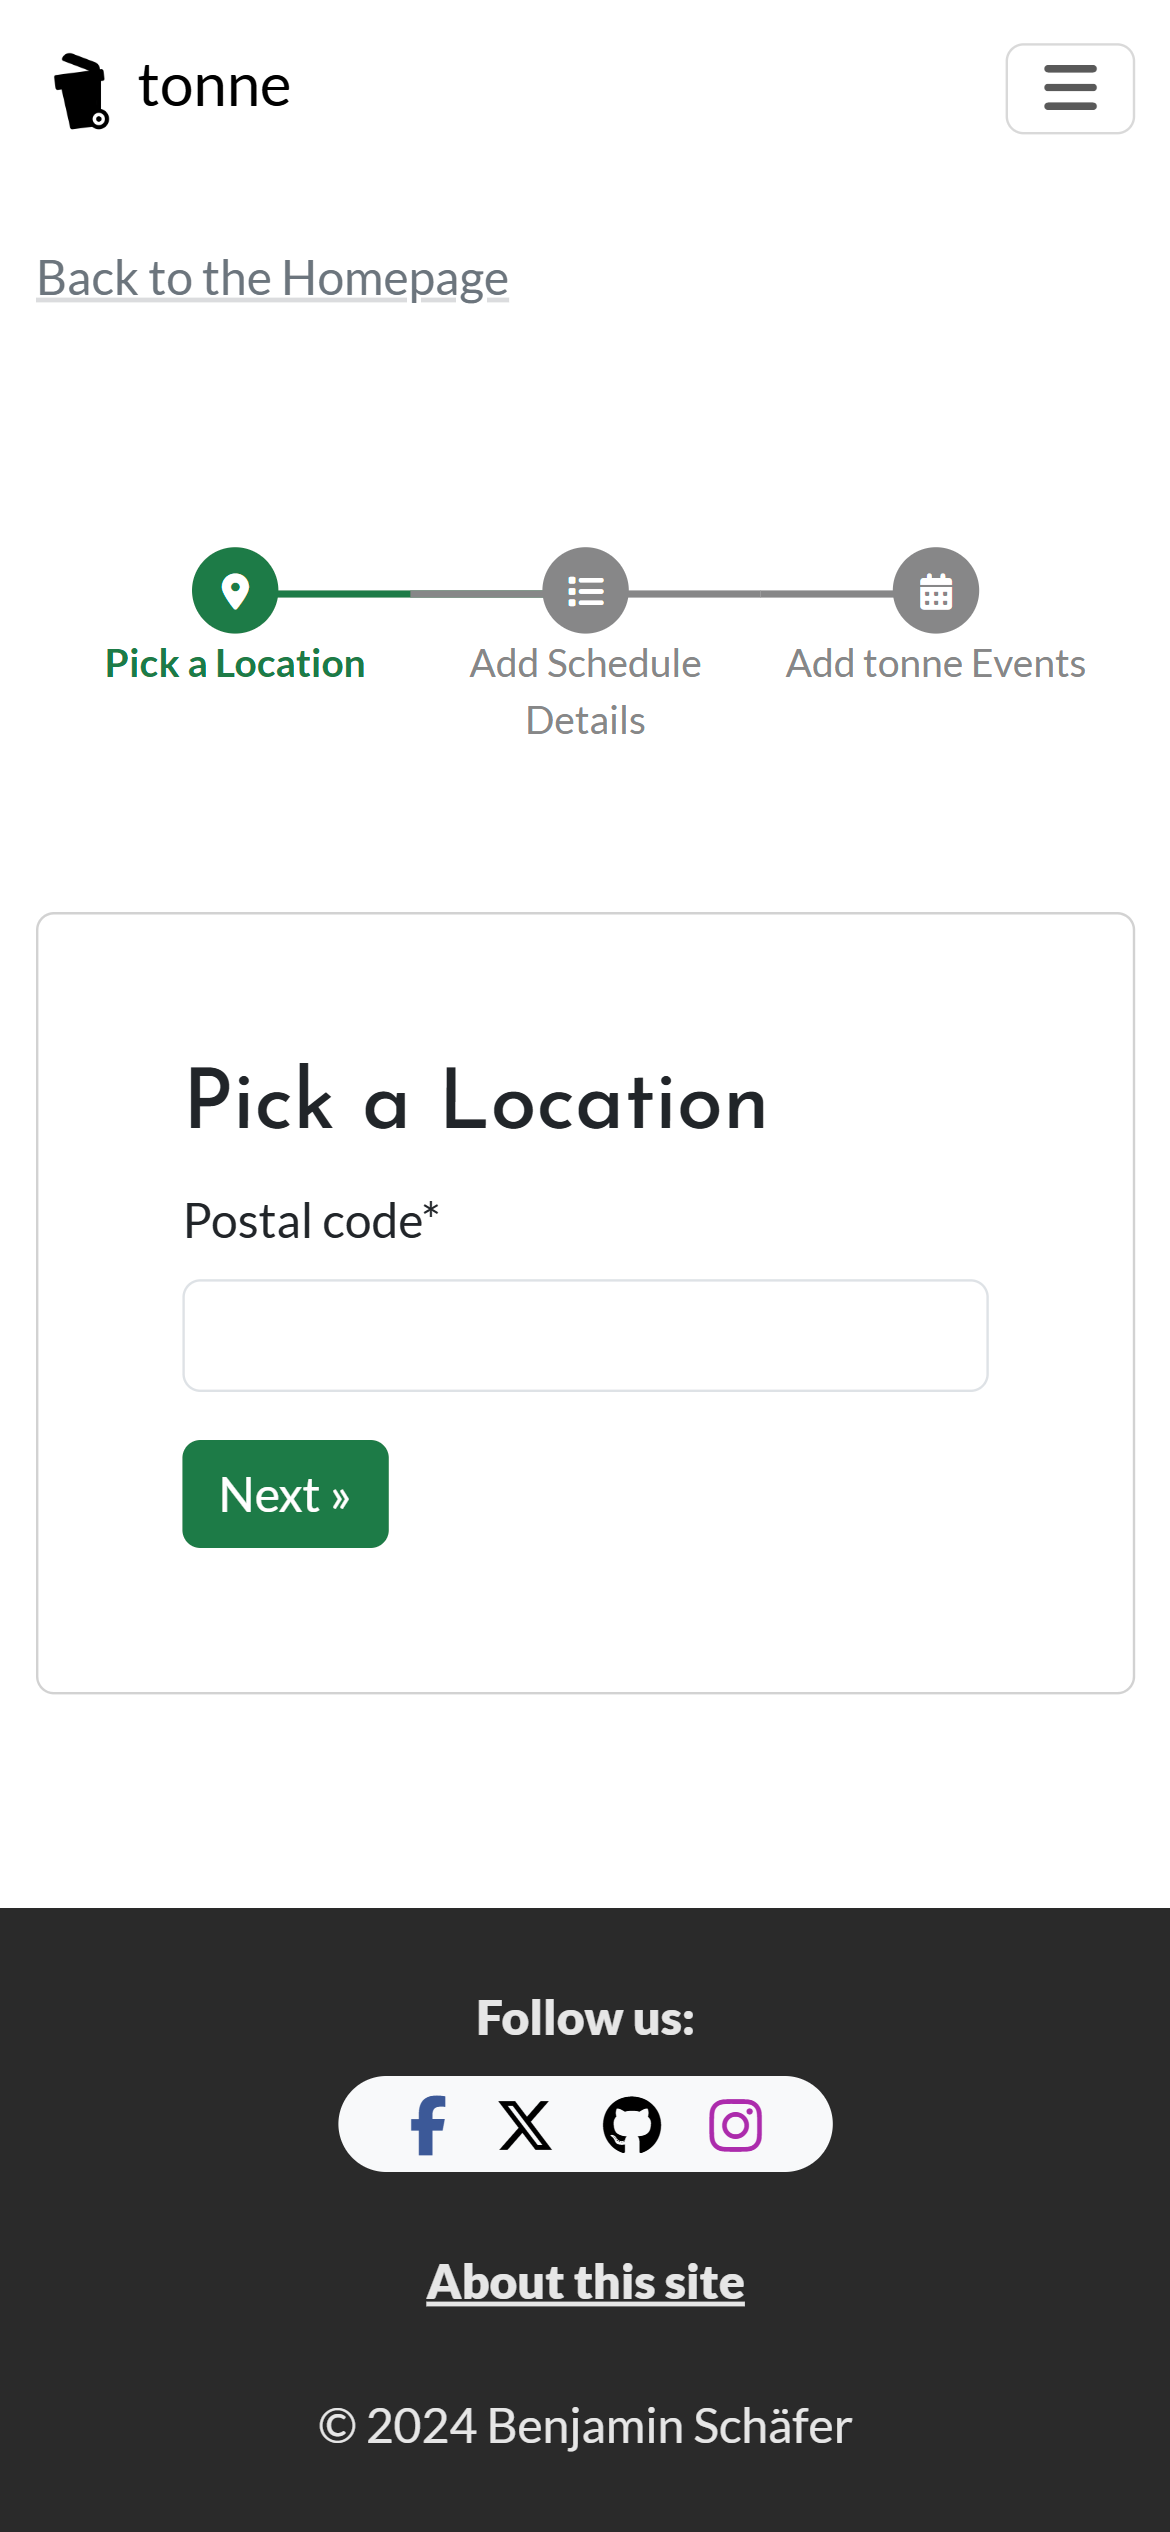 tonne
Back to the Homepage
Pick a Location
Add Schedule
Details
Add tonne Events
Pick a Location
Postal code*
Next »
Follow us:
About this site
© 2024 Benjamin Schäfer